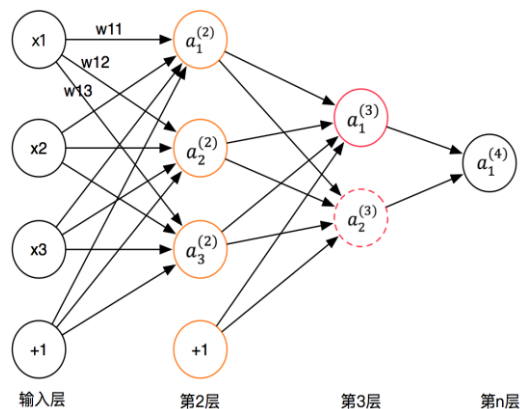 x1
w11
a₁⁽²⁾
w12
w13
x2
a₂⁽²⁾
a₁⁽³⁾
a₁⁽⁴⁾
x3
a₃⁽²⁾
a₂⁽³⁾
+1
+1
输入层
第2层
第3层
第n层